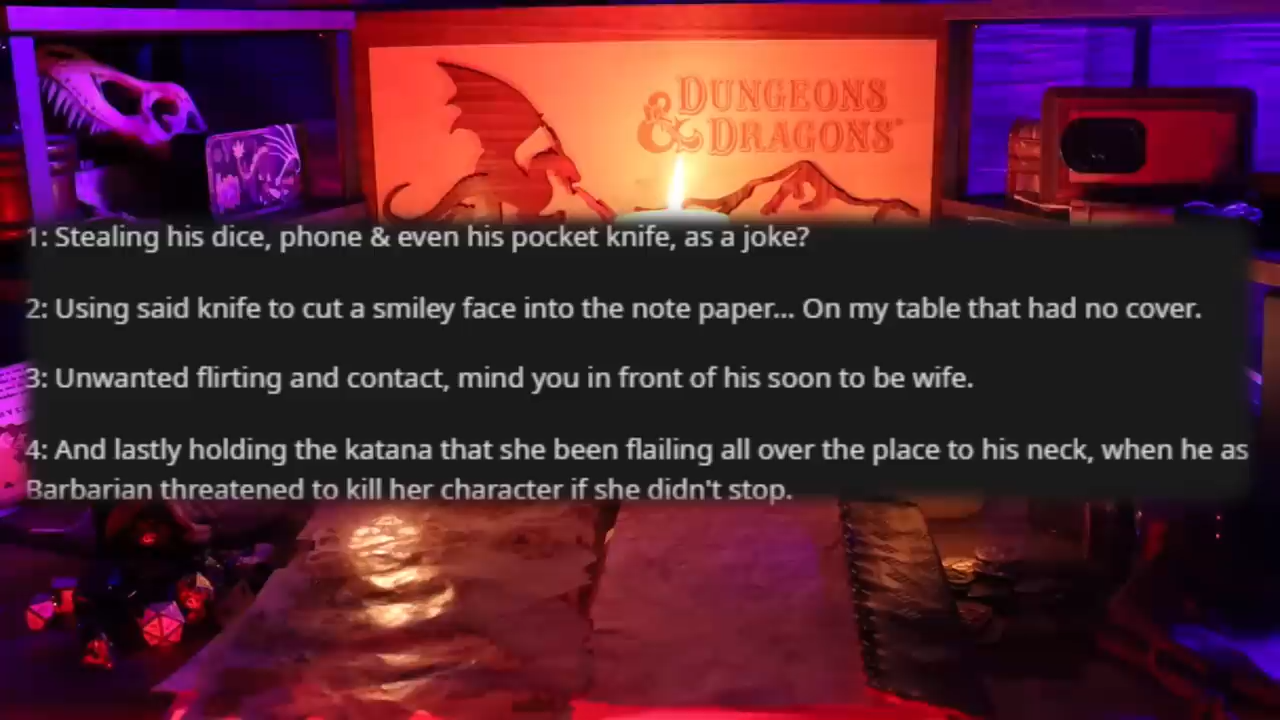 DUNGEONS
& DRAGONS
1: Stealing his dice, phone & even his pocket knife, as a joke?
2: Using said knife to cut a smiley face into the note paper... On my table that had no cover.
3: Unwanted flirting and contact, mind you in front of his soon to be wife.
4: And lastly holding the katana that she been flailing all over the place to his neck, when he as
Barbarian threatened to kill her character if she didn't stop.